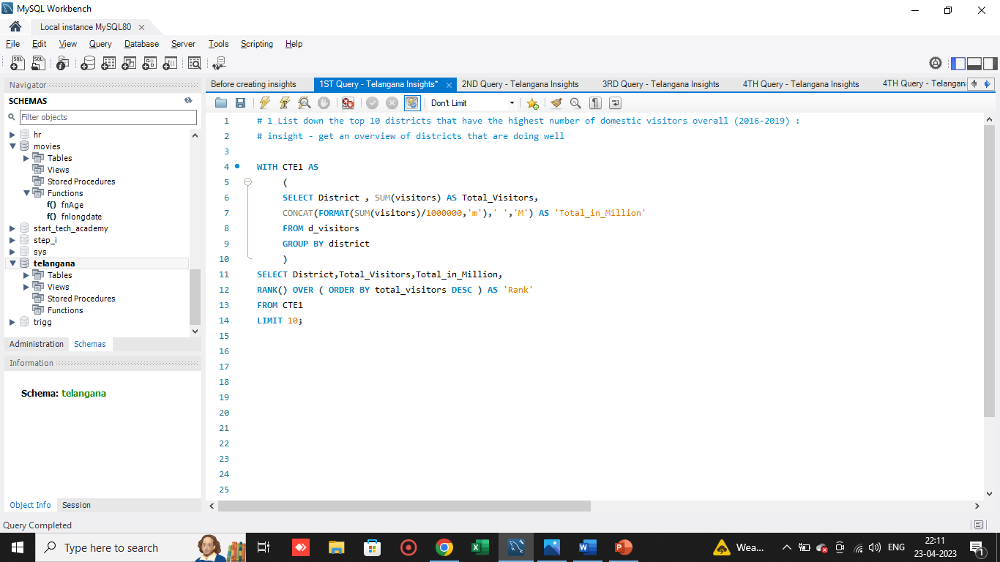 MySQL Workbench
Local instance MySQL80
File Edit View Query Database Server Tools Scripting Help
Navigator
SCHEMAS
Filter objects
hr
movies
Tables
Views
Stored Procedures
Functions
f() fnAge
f() fnlongdate
start_tech_academy
step_i
sys
telangana
Tables
Views
Stored Procedures
Functions
trigg
Administration Schemas
Information
Schema: telangana
Object Info Session
Before creating insights 1ST Query - Telangana Insights* 2ND Query - Telangana Insights 3RD Query - Telangana Insights 4TH Query - Telangana Insights 4TH Query - Telangana
Don't Limit
1 # 1 List down the top 10 districts that have the highest number of domestic visitors overall (2016-2019) :
2 # insight - get an overview of districts that are doing well
3
4 WITH CTE1 AS
5 (
6 SELECT District , SUM(visitors) AS Total_Visitors,
7 CONCAT(FORMAT(SUM(visitors)/1000000,'m'),' ','M') AS 'Total_in_Million'
8 FROM d_visitors
9 GROUP BY district
10 )
11 SELECT District,Total_Visitors,Total_in_Million,
12 RANK() OVER ( ORDER BY total_visitors DESC ) AS 'Rank'
13 FROM CTE1
14 LIMIT 10;
15
16
17
18
19
20
21
22
23
24
25
Query Completed
Type here to search
Wea...
ENG
22:11
23-04-2023
1